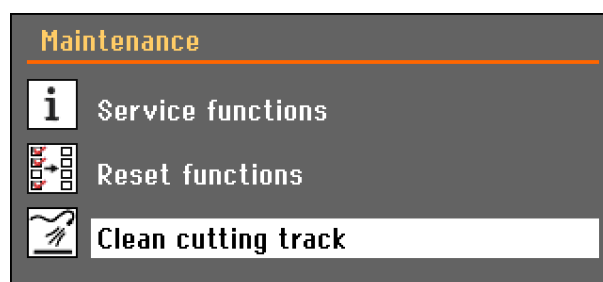 Maintenance
i Service functions
Reset functions
Clean cutting track